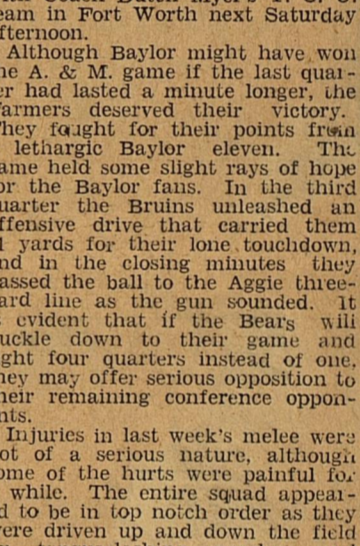 eam in Fort Worth next Saturday
fternoon.
Although Baylor might have won
he A. & M. game if the last quar-
er had lasted a minute longer, the
armers deserved their victory.
hey fought for their points from
lethargic Baylor eleven. The
ame held some slight rays of hope
or the Baylor fans. In the third
uarter the Bruins unleashed an
ffensive drive that carried them
yards for their lone touchdown,
nd in the closing minutes they
assed the ball to the Aggie three-
ard line as the gun sounded. It
evident that if the Bears will
uckle down to their game and
ght four quarters instead of one,
hey may offer serious opposition to
heir remaining conference oppon-
nts.
Injuries in last week's melee were
ot of a serious nature, although
ome of the hurts were painful for
while. The entire squad appear-
d to be in top notch order as they
ere driven up and down the field